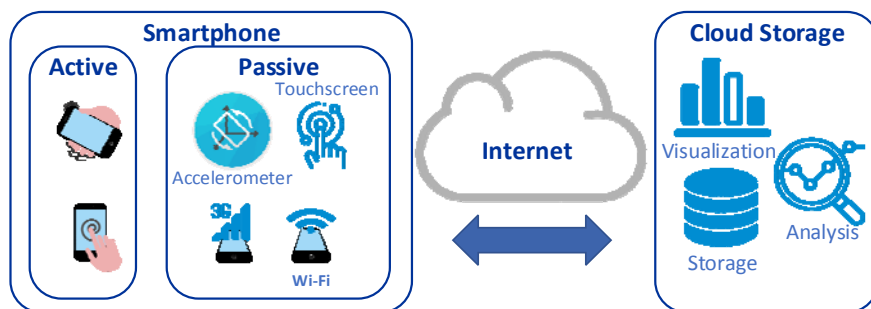 Smartphone
Active
Passive
Touchscreen
Accelerometer
3G
Wi-Fi
Internet
Cloud Storage
Visualization
Analysis
Storage